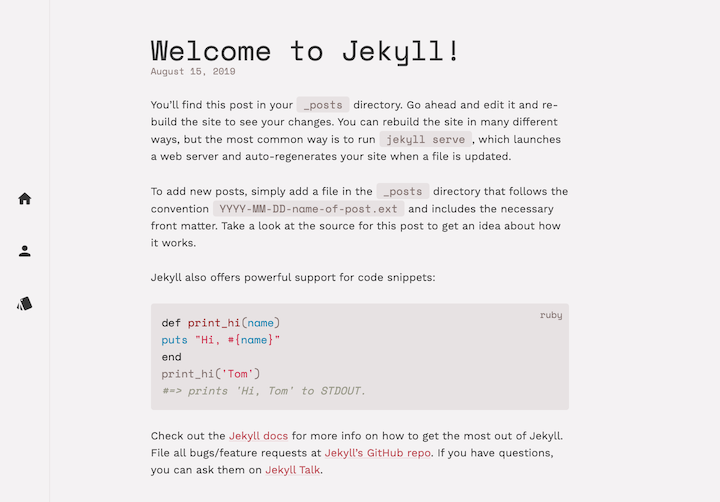 Welcome to Jekyll!
August 15, 2019
You’ll find this post in your _posts directory. Go ahead and edit it and re-
build the site to see your changes. You can rebuild the site in many different
ways, but the most common way is to run jekyll serve, which launches
a web server and auto-regenerates your site when a file is updated.
To add new posts, simply add a file in the _posts directory that follows the
convention YYYY-MM-DD-name-of-post.ext and includes the necessary
front matter. Take a look at the source for this post to get an idea about how
it works.
Jekyll also offers powerful support for code snippets:
ruby
def print_hi(name)
puts "Hi, #{name}"
end
print_hi('Tom')
#=> prints 'Hi, Tom' to STDOUT.
Check out the Jekyll docs for more info on how to get the most out of Jekyll.
File all bugs/feature requests at Jekyll’s GitHub repo. If you have questions,
you can ask them on Jekyll Talk.